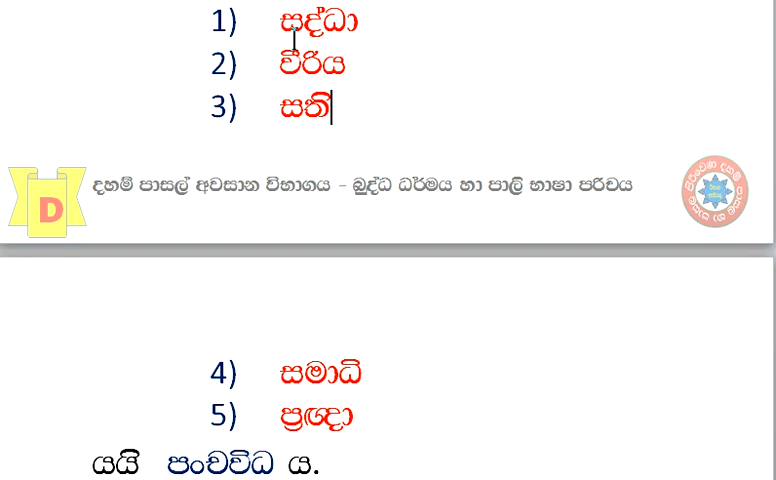 1) සද්ධා
2) වීරිය
3) සති
D දහම් පාසල් අවසාන විභාගය - බුද්ධ ධර්මය හා පාලි භාෂා පරිචය
4) සමාධි
5) ප්‍රඥා
යයි පංචවිධ ය.